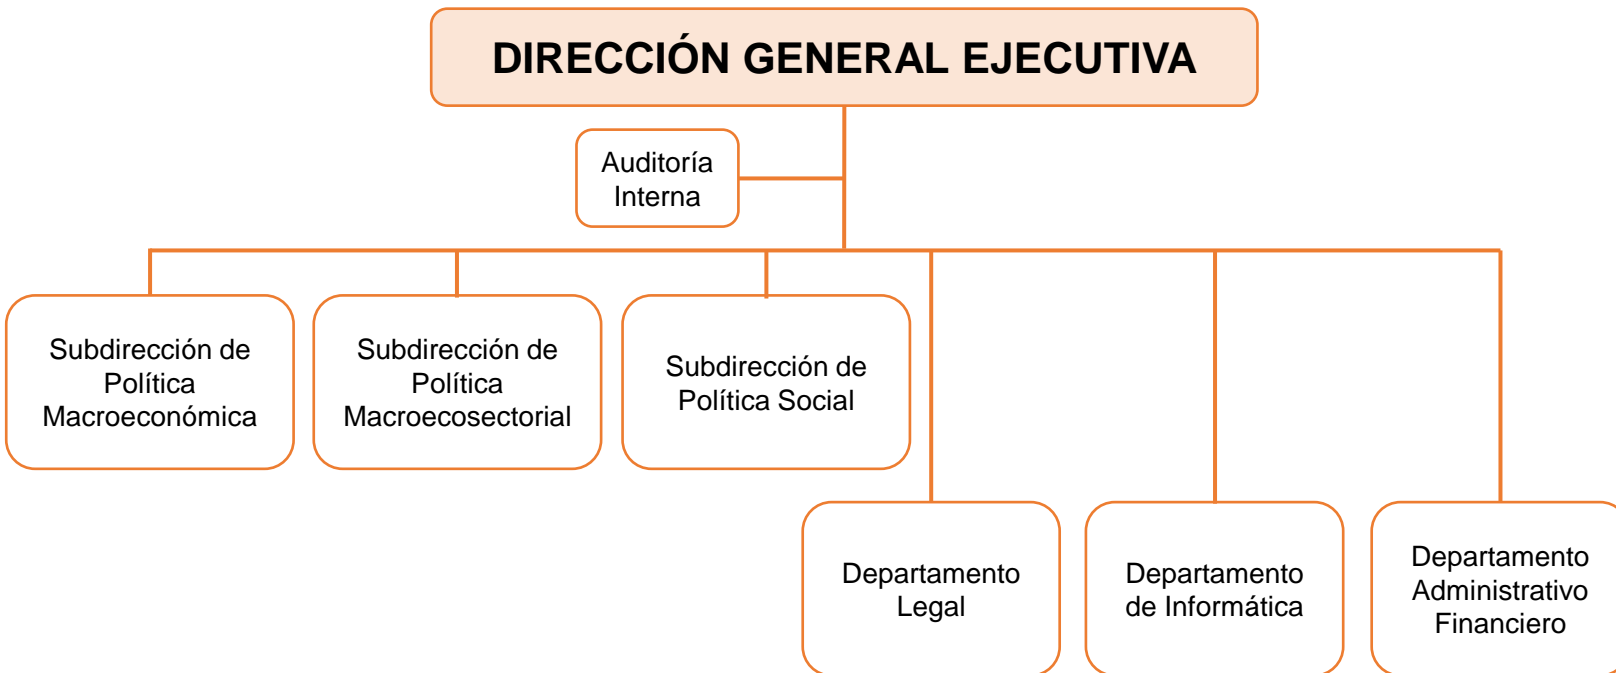 DIRECCIÓN GENERAL EJECUTIVA
Auditoría
Interna
Subdirección de
Política
Macroeconómica
Subdirección de
Política
Macroecosectorial
Subdirección de
Política Social
Departamento
Legal
Departamento
de Informática
Departamento
Administrativo
Financiero